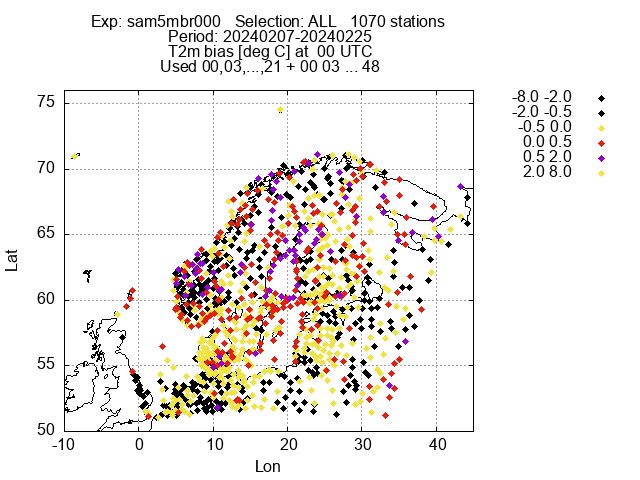 Exp: sam5mbr000   Selection: ALL   1070 stations
Period: 20240207-20240225
T2m bias [deg C] at  00 UTC
Used 00,03,...,21 + 00 03 ... 48
-8.0 -2.0
-2.0 -0.5
-0.5 0.0
0.0 0.5
0.5 2.0
2.0 8.0
75
70
65
60
55
50
Lat
-10 0 10 20 30 40
Lon